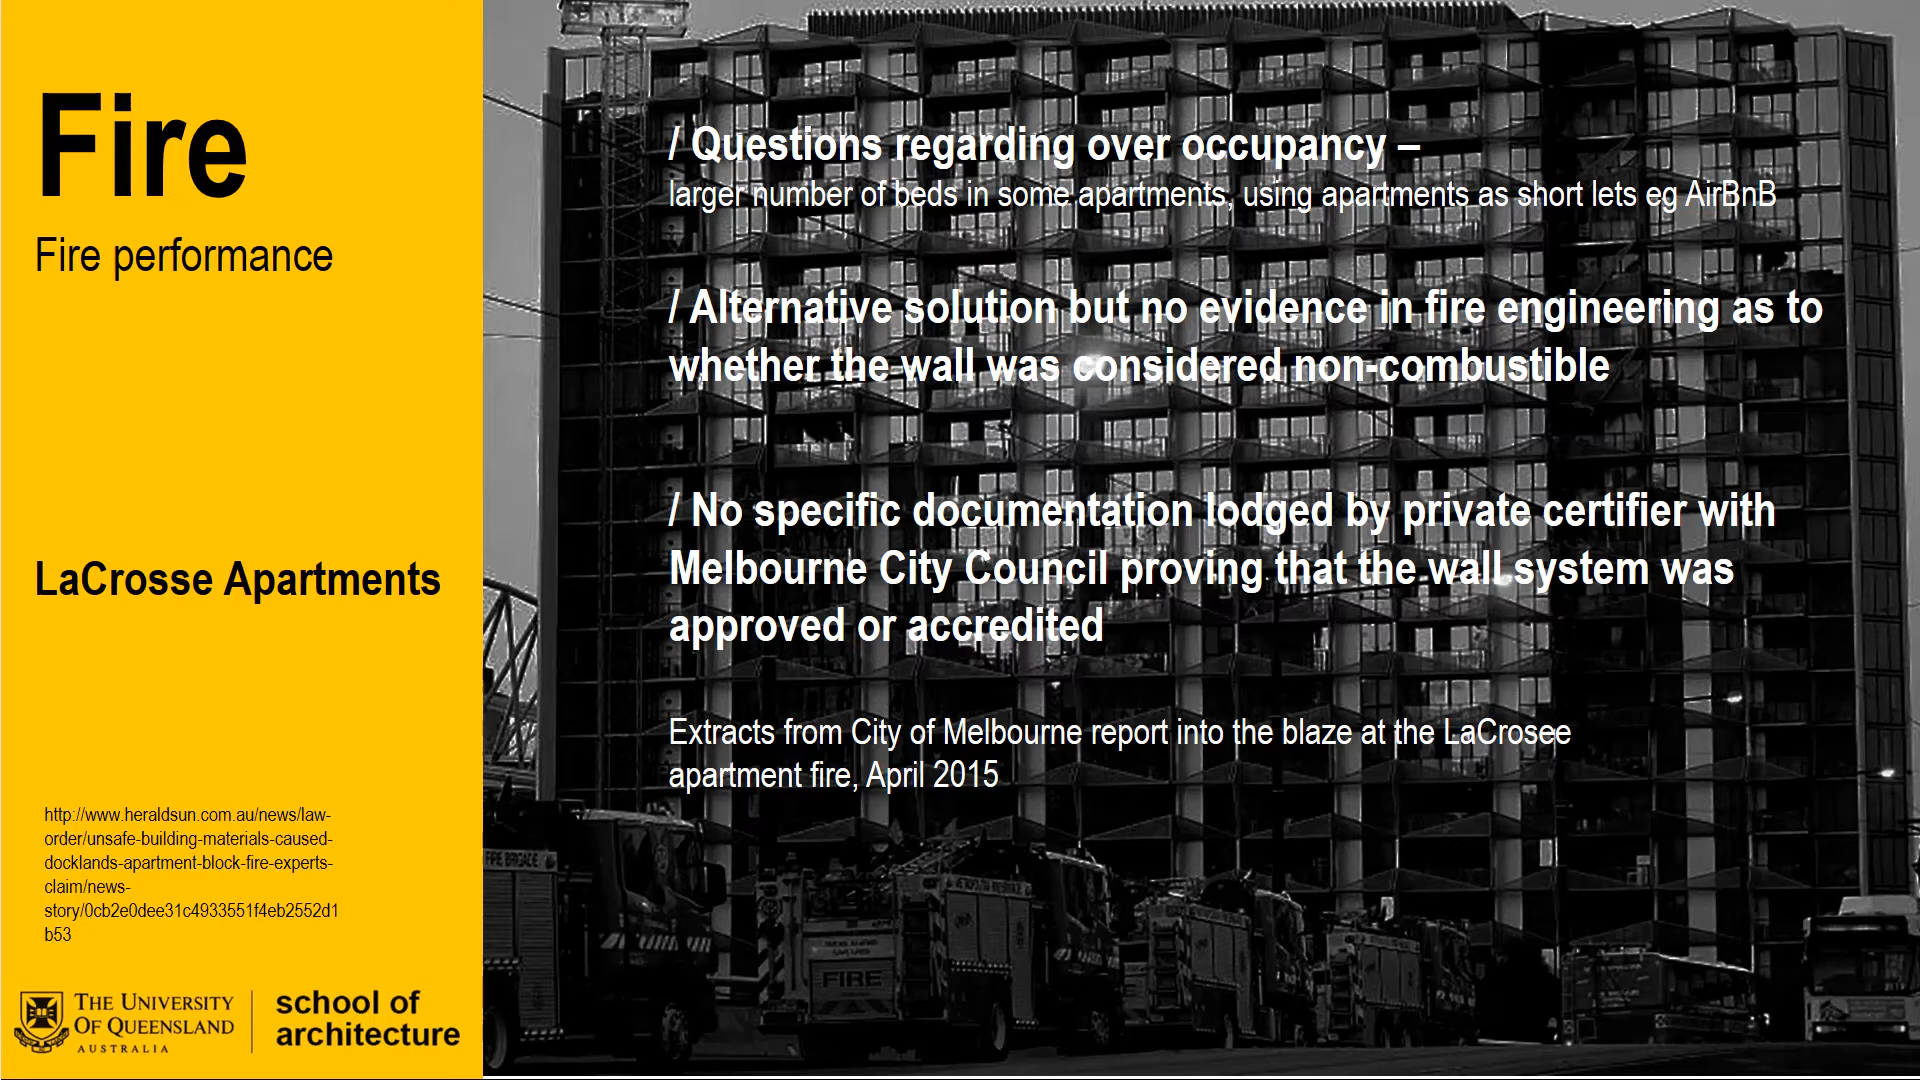 Fire
Fire performance
LaCrosse Apartments
http://www.heraldsun.com.au/news/law-
order/unsafe-building-materials-caused-
docklands-apartment-block-fire-experts-
claim/news-
story/0cb2e0dee31c4933551f4eb2552d1
b53
THE UNIVERSITY
OF QUEENSLAND
AUSTRALIA
school of
architecture
/ Questions regarding over occupancy –
larger number of beds in some apartments, using apartments as short lets eg AirBnB
/ Alternative solution but no evidence in fire engineering as to
whether the wall was considered non-combustible
/ No specific documentation lodged by private certifier with
Melbourne City Council proving that the wall system was
approved or accredited
Extracts from City of Melbourne report into the blaze at the LaCrosee
apartment fire, April 2015
FIRE BRIGADE
FIRE